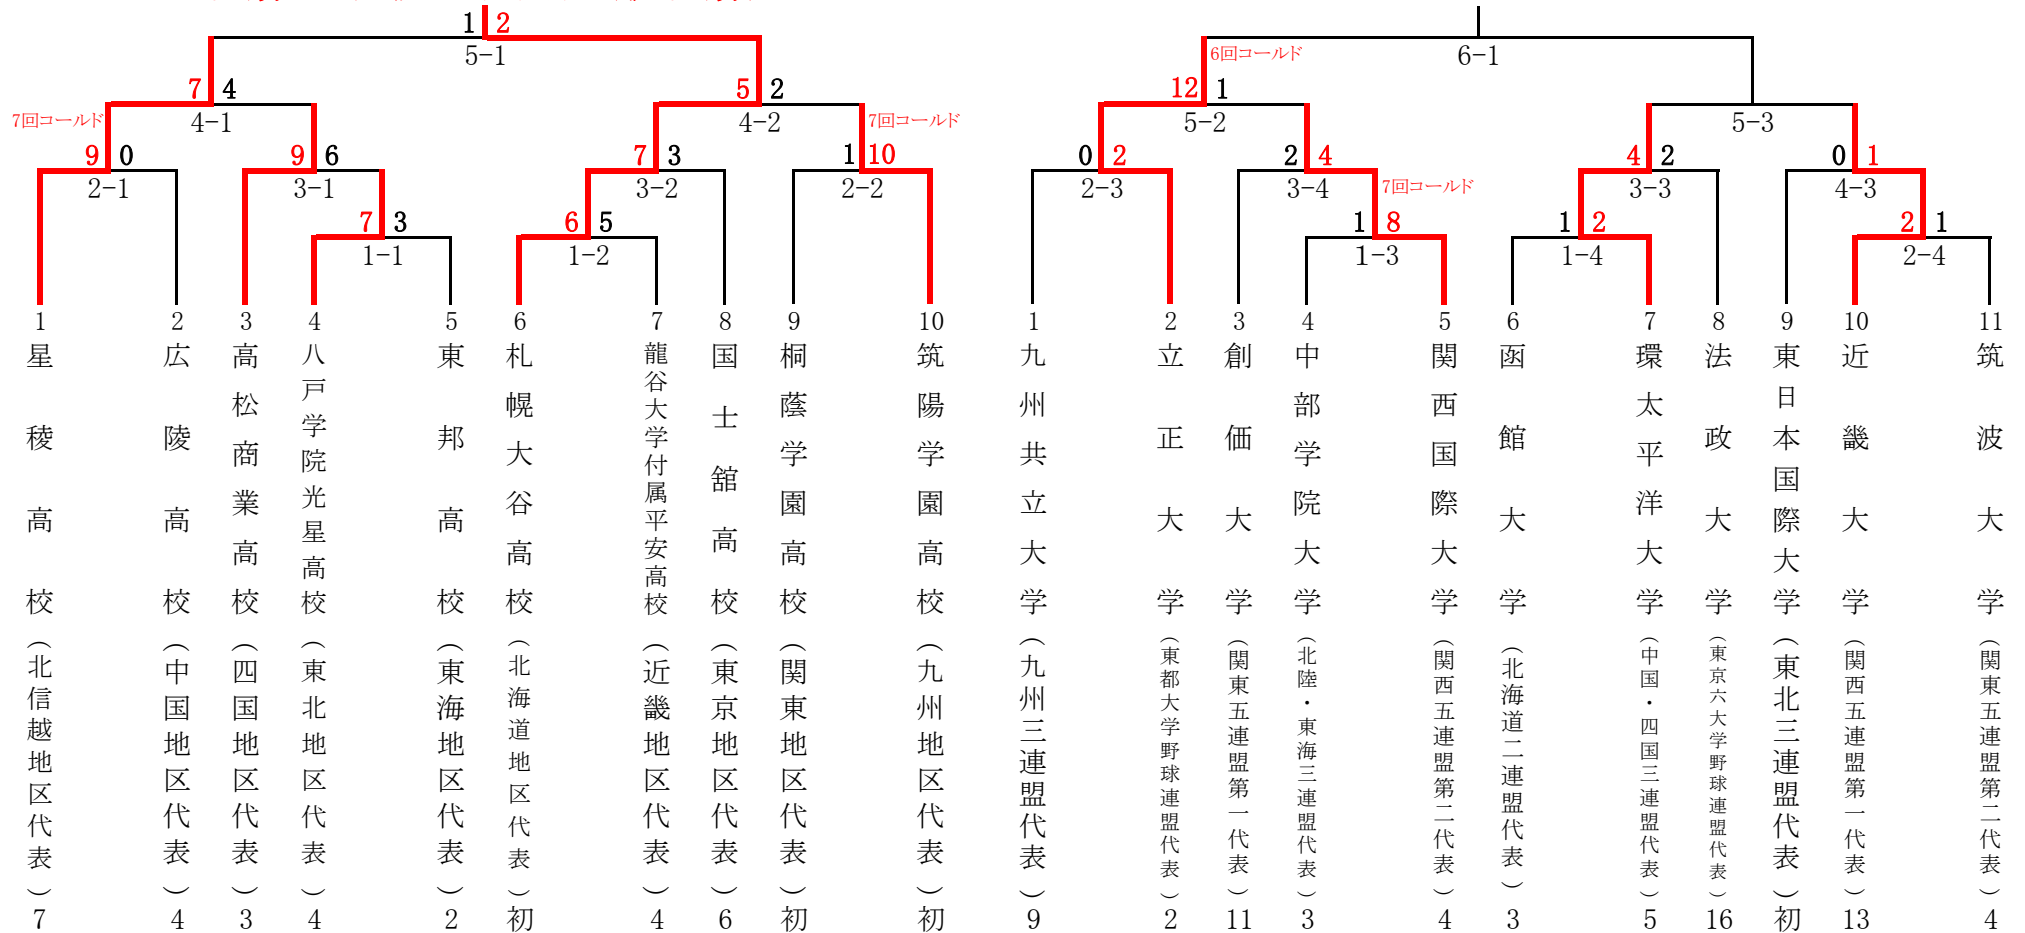 1 2
5-1
6回コールド
6-1
7 4
5 2
12 1
7回コールド
4-1
4-2
7回コールド
5-2
5-3
9 0
9 6
7 3
1 10
0 2
2 4
4 2
0 1
2-1
3-1
3-2
2-2
2-3
3-4
7回コールド
3-3
4-3
7 3
6 5
1 8
1 2
2 1
1-1
1-2
1-3
1-4
2-4
1 星稜高校(北信越地区代表)7
2 広陵高校(中国地区代表)4
3 高松商業高校(四国地区代表)3
4 八戸学院光星高校(東北地区代表)4
5 東邦高校(東海地区代表)2
6 札幌大谷高校(北海道地区代表)初
7 龍谷大学付属平安高校(近畿地区代表)4
8 国士舘高校(東京地区代表)6
9 桐蔭学園高校(関東地区代表)初
10 筑陽学園高校(九州地区代表)初
1 九州共立大学(九州三連盟代表)9
2 立正大学(東都大学野球連盟代表)2
3 創価大学(関東五連盟第一代表)11
4 中部学院大学(北陸・東海三連盟代表)3
5 関西国際大学(関西五連盟第二代表)4
6 函館大学(北海道二連盟代表)3
7 環太平洋大学(中国・四国三連盟代表)5
8 法政大学(東京六大学野球連盟代表)16
9 東日本国際大学(東北三連盟代表)初
10 近畿大学(関西五連盟第一代表)13
11 筑波大学(関東五連盟第二代表)4